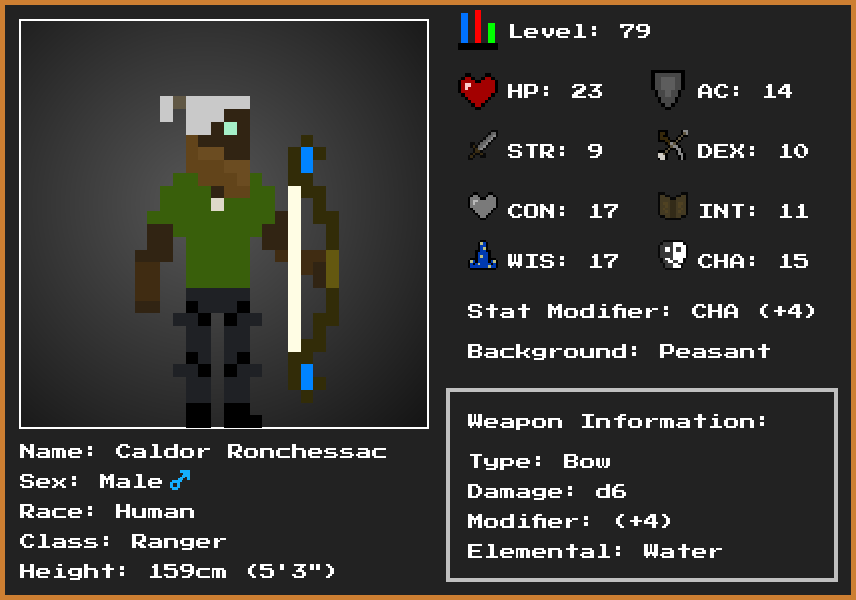 Level: 79
HP: 23
AC: 14
STR: 9
DEX: 10
CON: 17
INT: 11
WIS: 17
CHA: 15
Stat Modifier: CHA (+4)
Background: Peasant
Weapon Information:
Type: Bow
Damage: d6
Modifier: (+4)
Elemental: Water
Name: Caldor Ronchessac
Sex: Male♂
Race: Human
Class: Ranger
Height: 159cm (5'3")